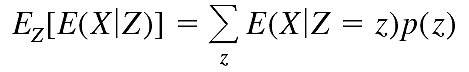 E_Z[E(X|Z)] = ∑_z E(X|Z = z)p(z)